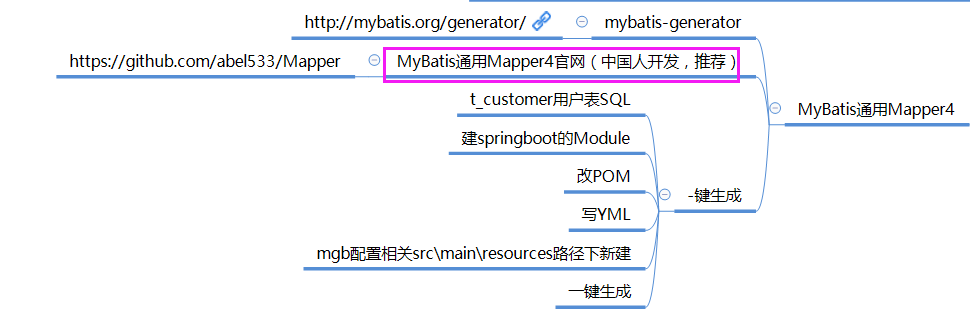 http://mybatis.org/generator/
mybatis-generator
https://github.com/abel533/Mapper
MyBatis通用Mapper4官网（中国人开发，推荐）
t_customer用户表SQL
MyBatis通用Mapper4
建springboot的Module
改POM
-键生成
写YML
mgb配置相关src\main\resources路径下新建
一键生成